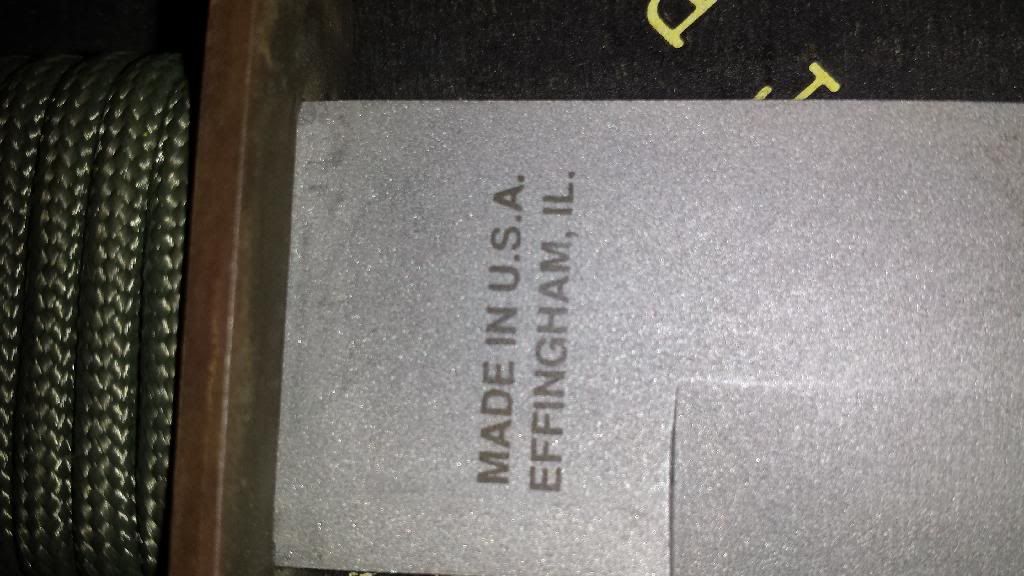 MADE IN U.S.A.
EFFINGHAM, IL.